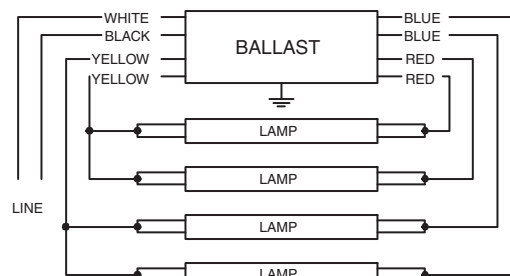 WHITE
BLACK
YELLOW
YELLOW
BALLAST
BLUE
BLUE
RED
RED
LAMP
LAMP
LINE
LAMP
LAMP